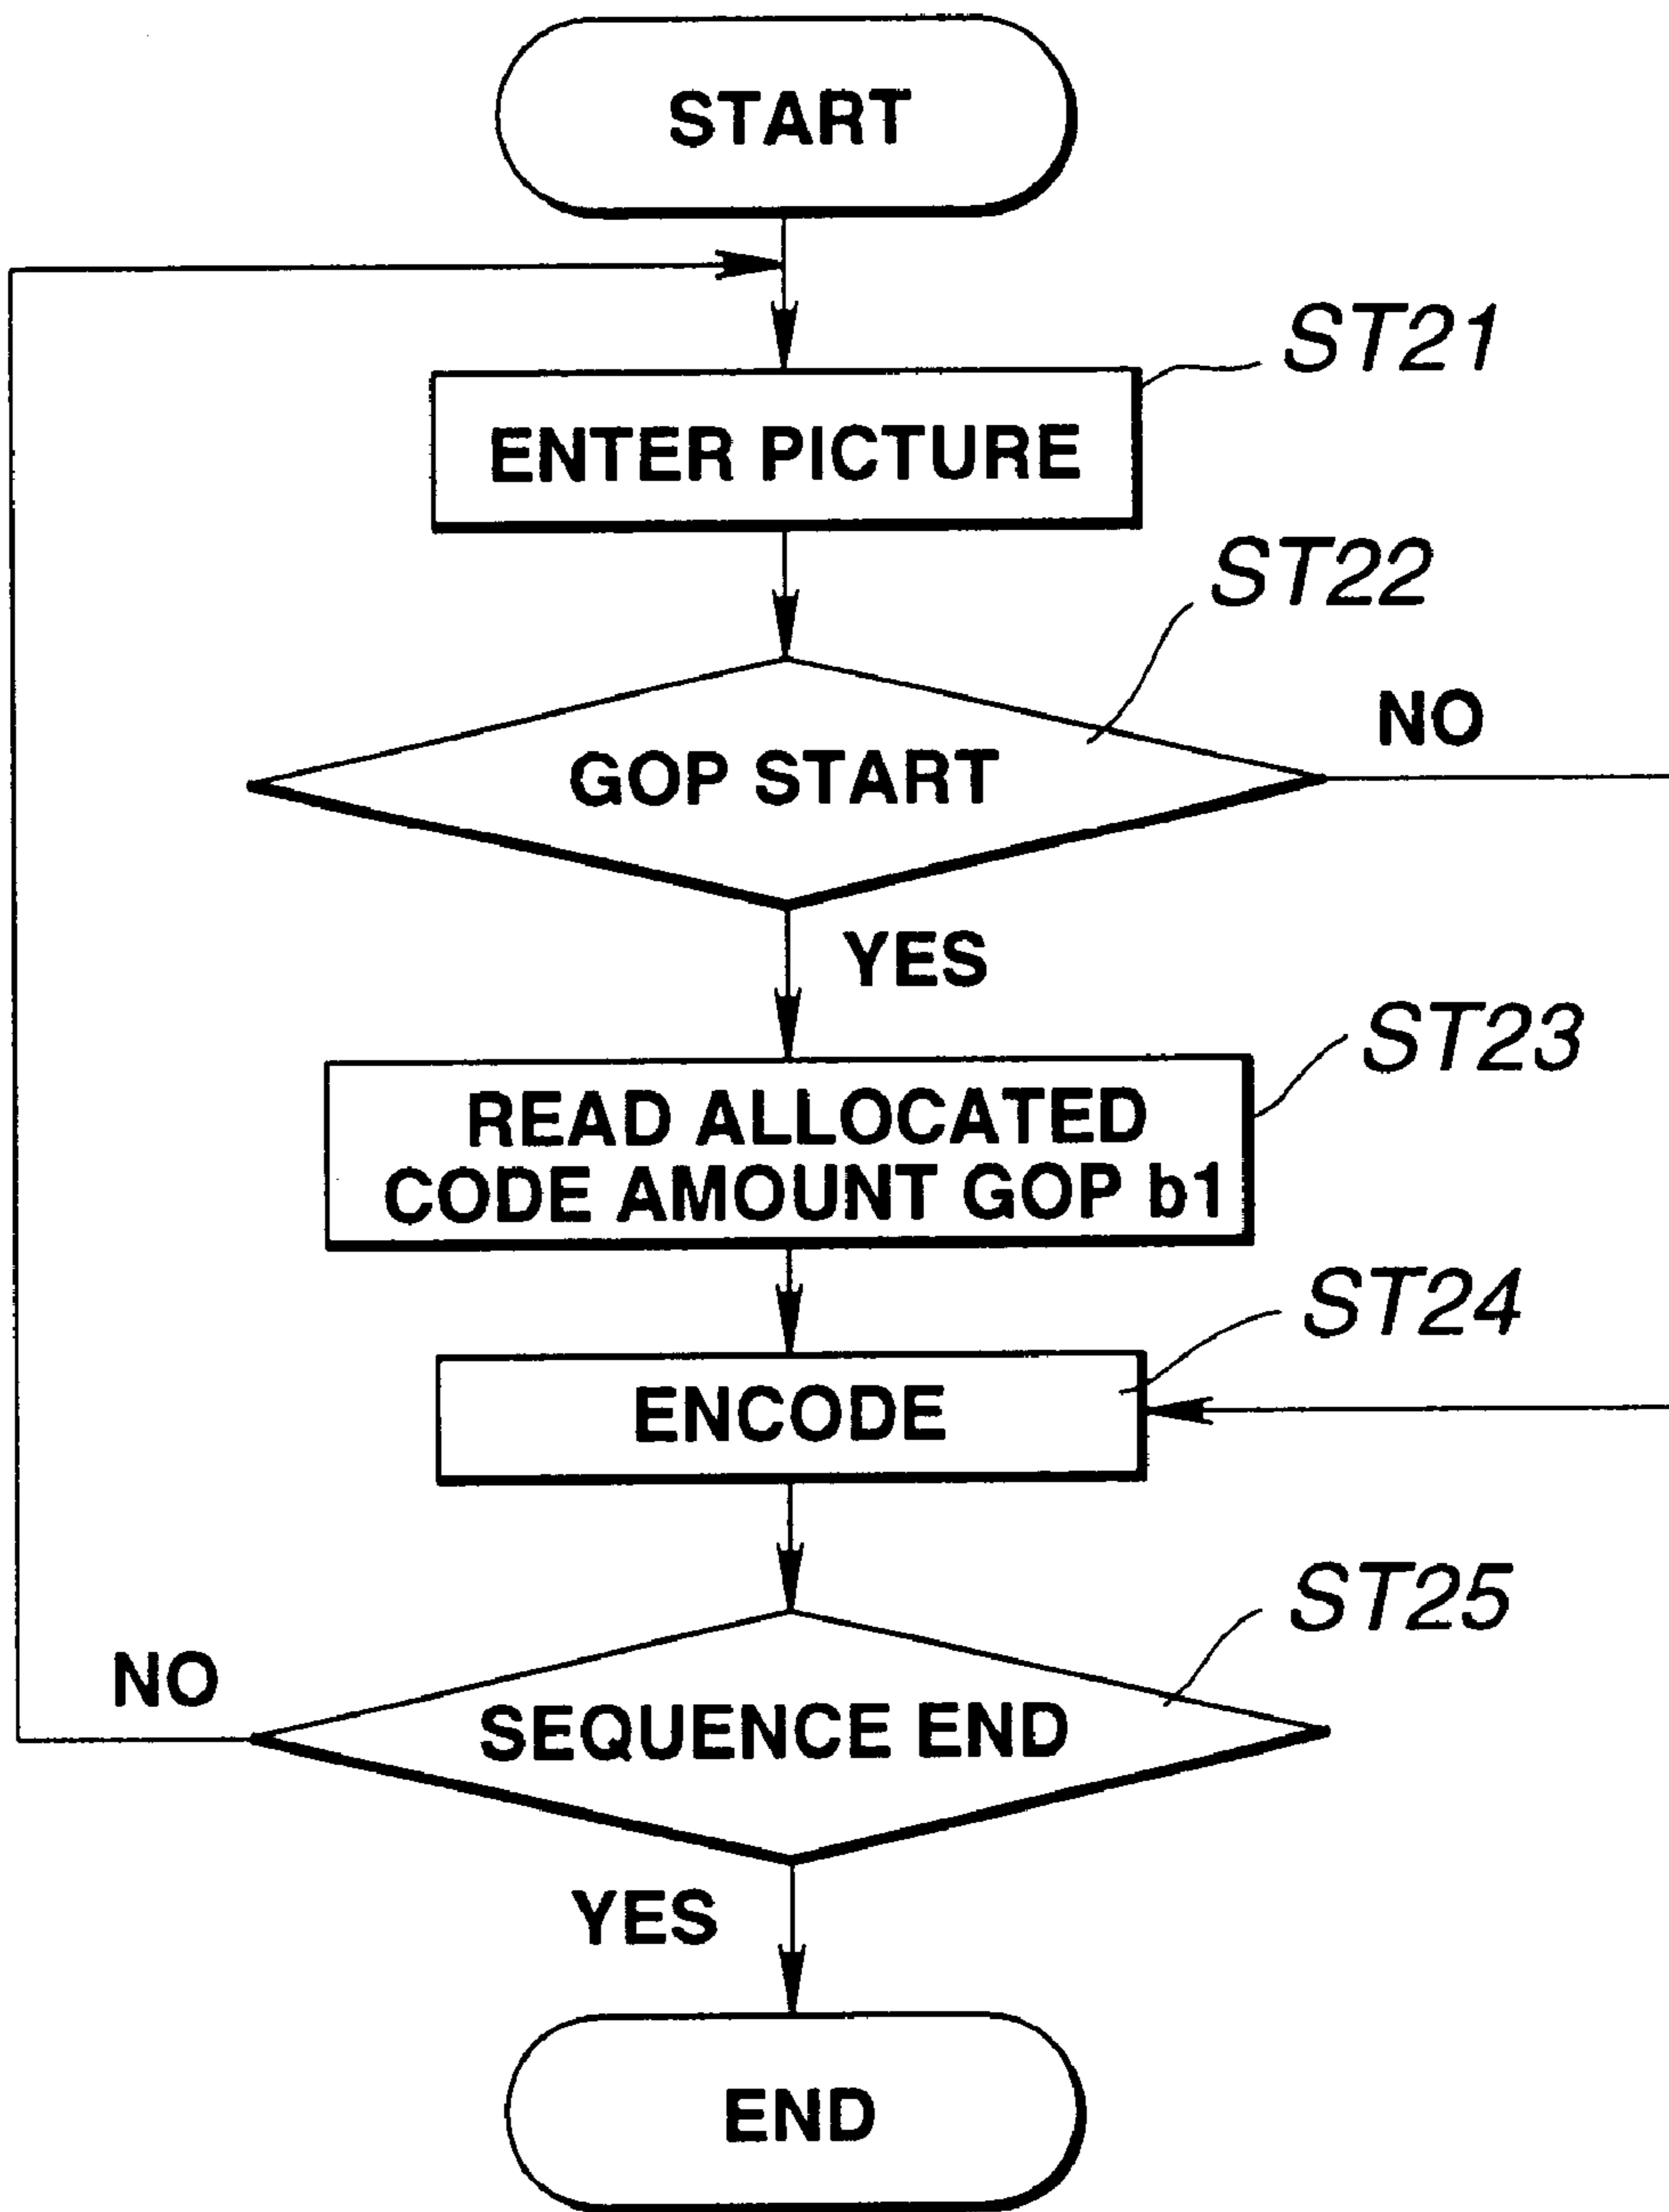 START
ST21
ENTER PICTURE
ST22
GOP START
NO
YES
ST23
READ ALLOCATED
CODE AMOUNT GOP b1
ST24
ENCODE
ST25
NO
SEQUENCE END
YES
END